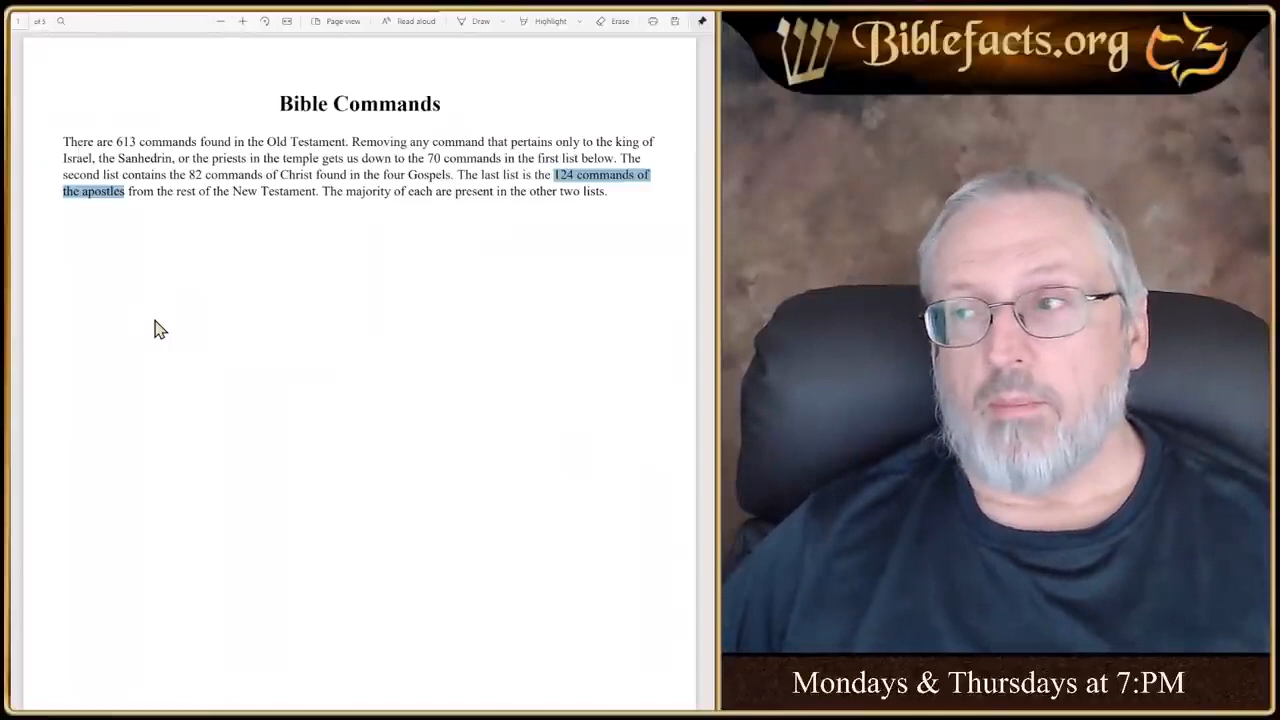 1 of 5
Page view
Read aloud
Draw
Highlight
Erase
Bible Commands
There are 613 commands found in the Old Testament. Removing any command that pertains only to the king of
Israel, the Sanhedrin, or the priests in the temple gets us down to the 70 commands in the first list below. The
second list contains the 82 commands of Christ found in the four Gospels. The last list is the 124 commands of
the apostles from the rest of the New Testament. The majority of each are present in the other two lists.
ש Biblefacts.org
Mondays & Thursdays at 7:PM